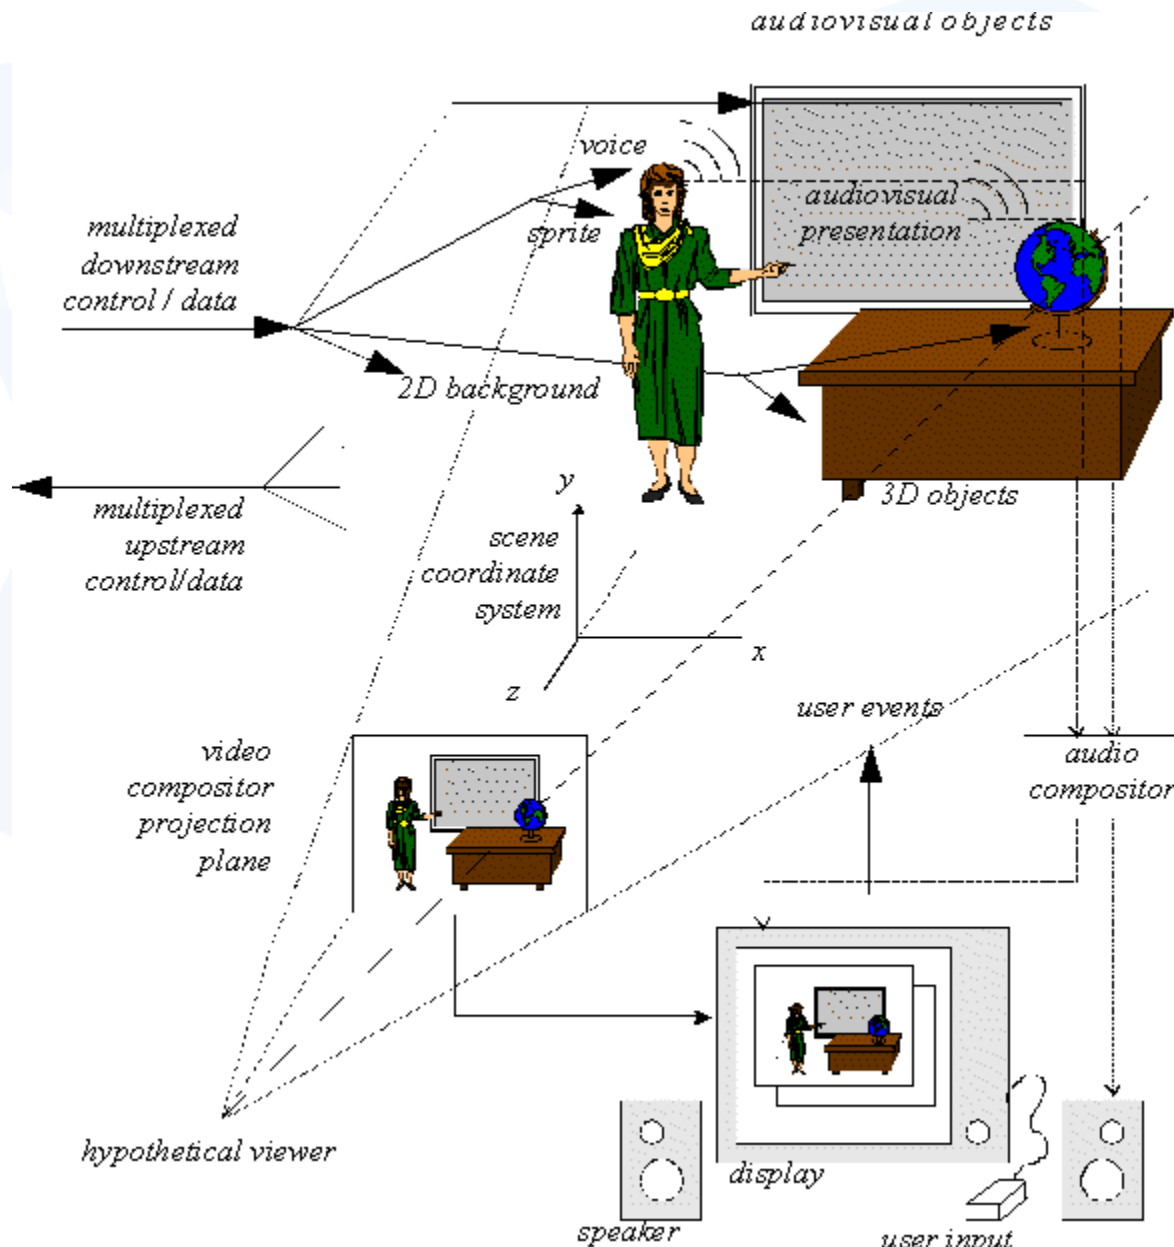 audiovisual objects
voice
sprite
audiovisual
presentation
multiplexed
downstream
control / data
2D background
3D objects
multiplexed
upstream
control/data
y
scene
coordinate
system
x
z
user events
video
compositor
projection
plane
audio
compositor
hypothetical viewer
display
speaker
user input